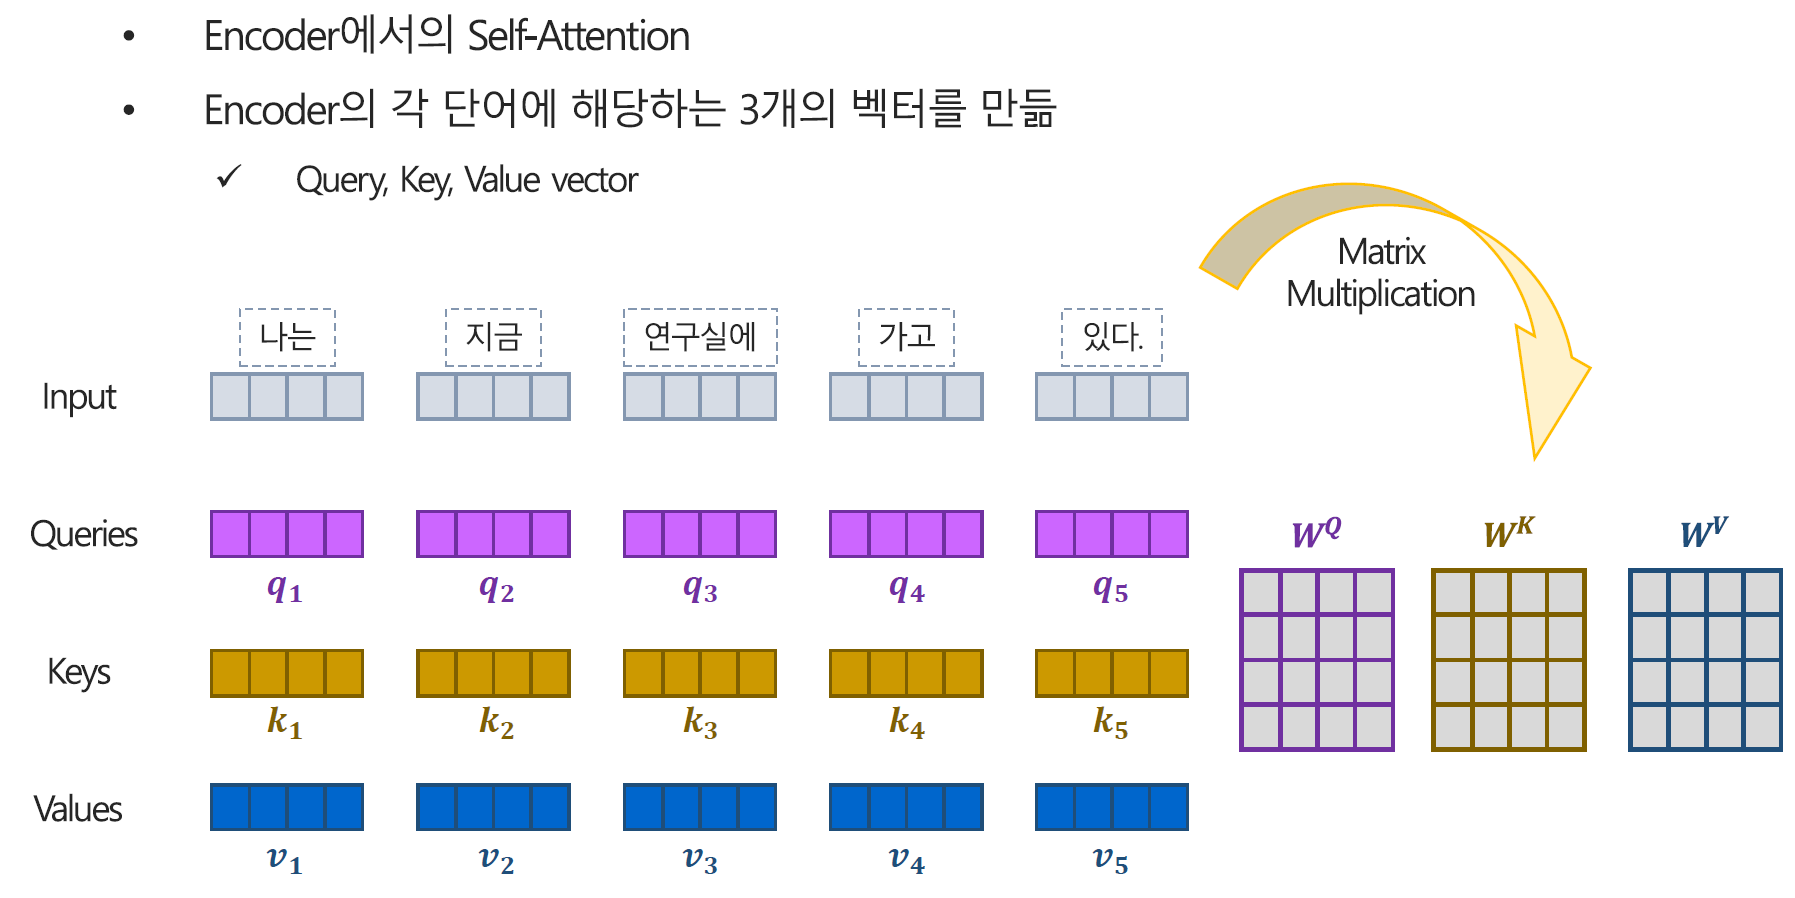 • Encoder에서의 Self-Attention
• Encoder의 각 단어에 해당하는 3개의 벡터를 만듦
✓ Query, Key, Value vector
Matrix
Multiplication
나는 지금 연구실에 가고 있다.
Input
Queries
q₁ q₂ q₃ q₄ q₅
W^Q W^K W^V
Keys
k₁ k₂ k₃ k₄ k₅
Values
v₁ v₂ v₃ v₄ v₅